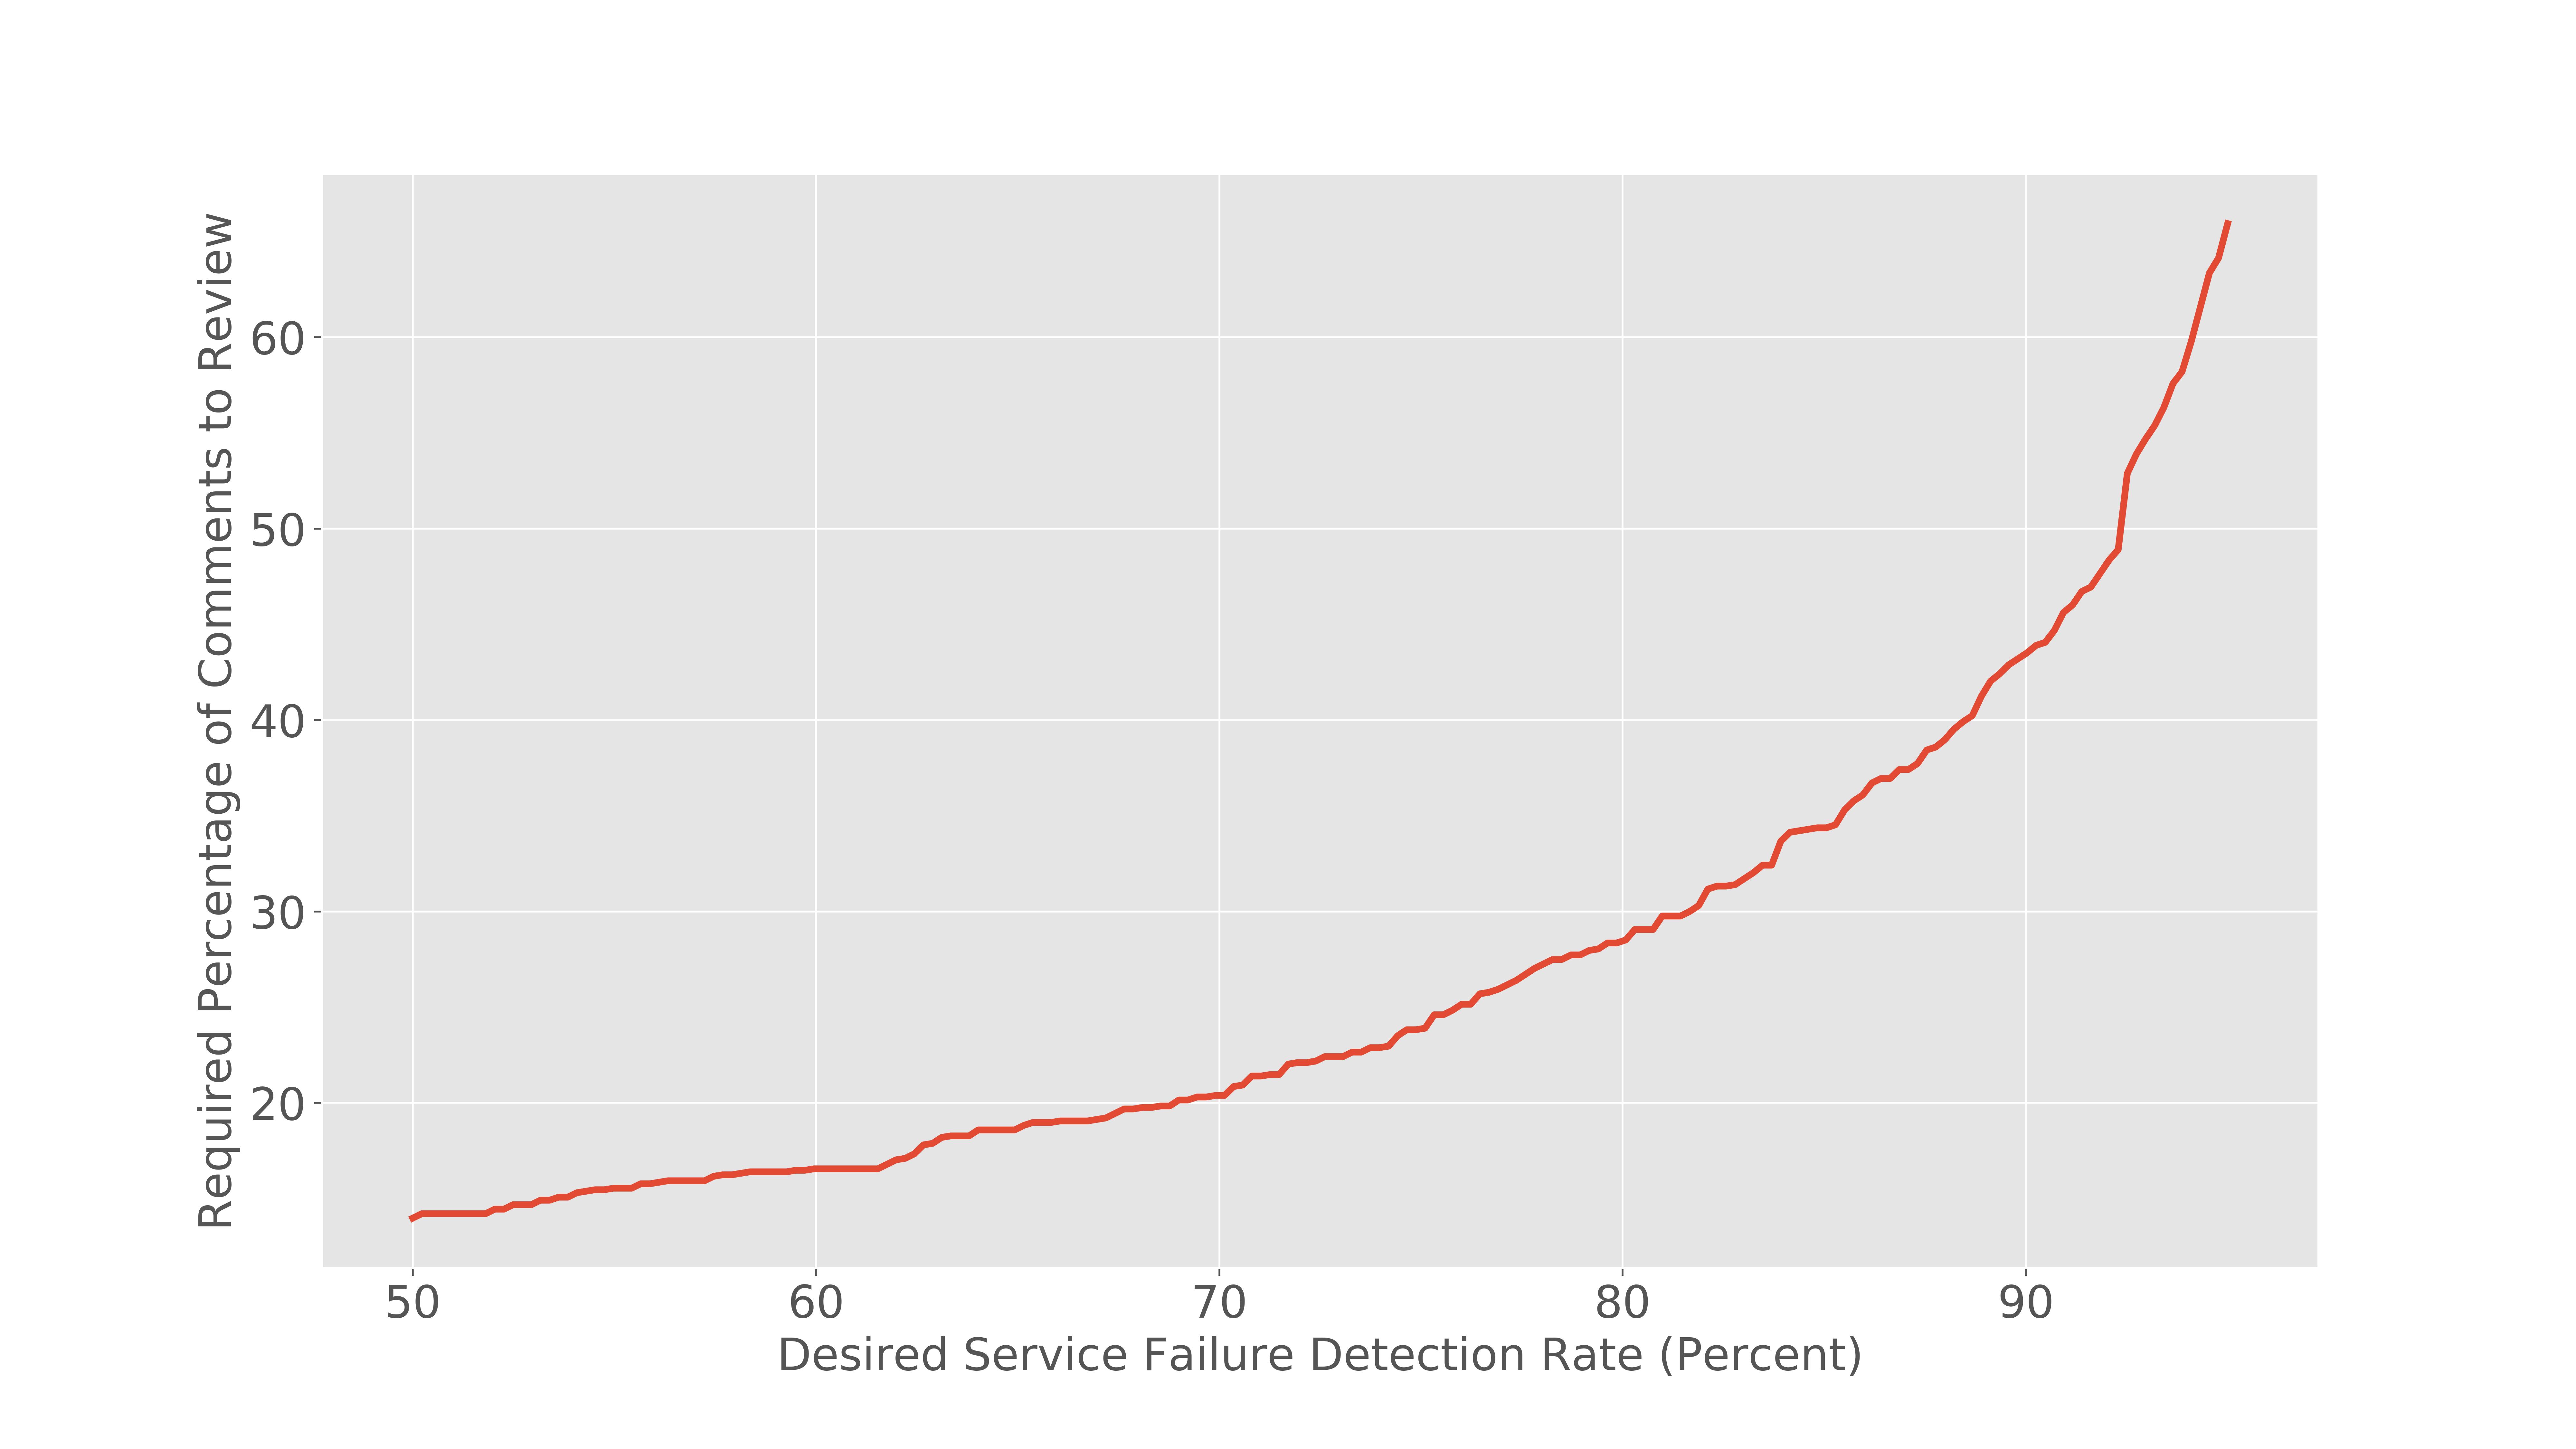 Required Percentage of Comments to Review
60
50
40
30
20
50 60 70 80 90
Desired Service Failure Detection Rate (Percent)